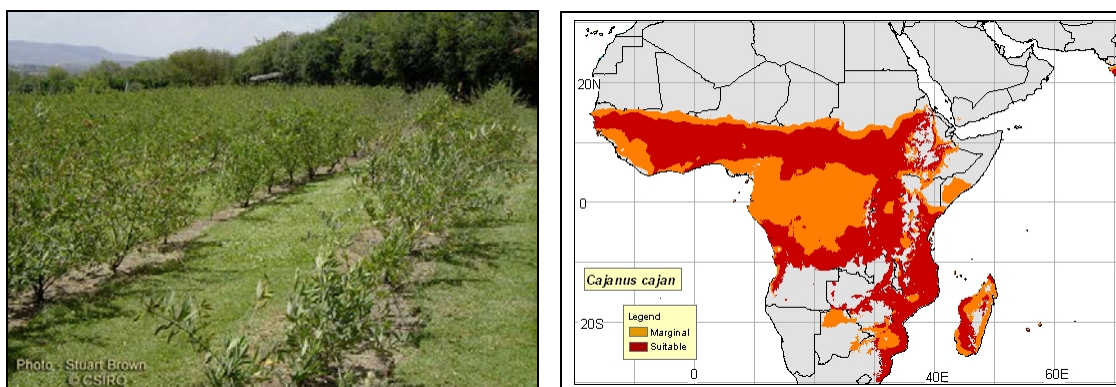 Photo - Stuart Brown
© CSIRO
20N
0
20S
Cajanus cajan
Legend
Marginal
Suitable
0
40E
60E